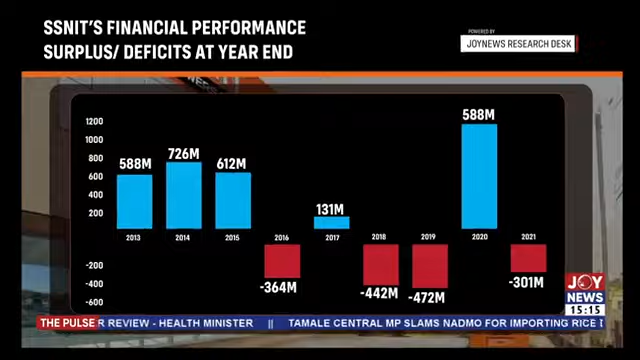 SSNIT'S FINANCIAL PERFORMANCE
SURPLUS/ DEFICITS AT YEAR END
POWERED BY
JOYNEWS RESEARCH DESK
1200
1000
800
600
400
200
-200
-400
-600
588M
726M
612M
131M
588M
2013
2014
2015
2016
2017
2018
2019
2020
2021
-364M
-442M
-472M
-301M
JOY
NEWS
15:15
THE PULSE
R REVIEW - HEALTH MINISTER || TAMALE CENTRAL MP SLAMS NADMO FOR IMPORTING RICE